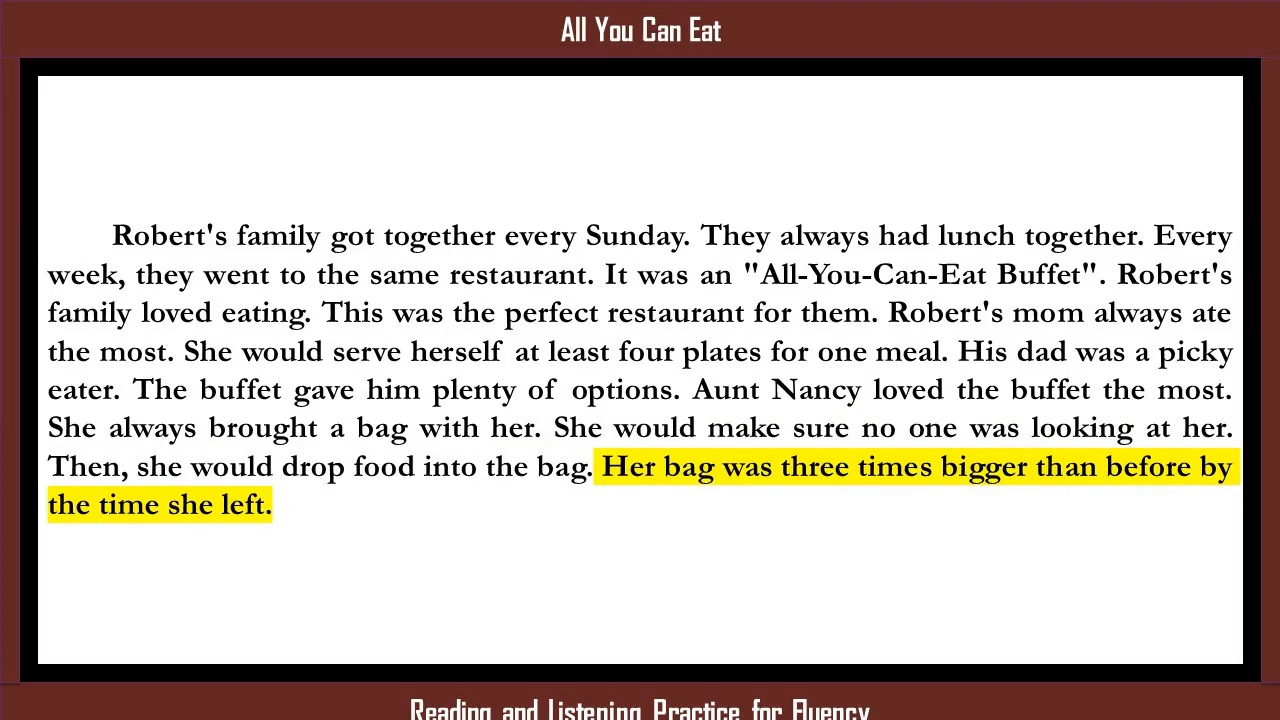 All You Can Eat
Robert's family got together every Sunday. They always had lunch together. Every
week, they went to the same restaurant. It was an "All-You-Can-Eat Buffet". Robert's
family loved eating. This was the perfect restaurant for them. Robert's mom always ate
the most. She would serve herself at least four plates for one meal. His dad was a picky
eater. The buffet gave him plenty of options. Aunt Nancy loved the buffet the most.
She always brought a bag with her. She would make sure no one was looking at her.
Then, she would drop food into the bag. Her bag was three times bigger than before by
the time she left.
Reading and Listening Practice for Fluency